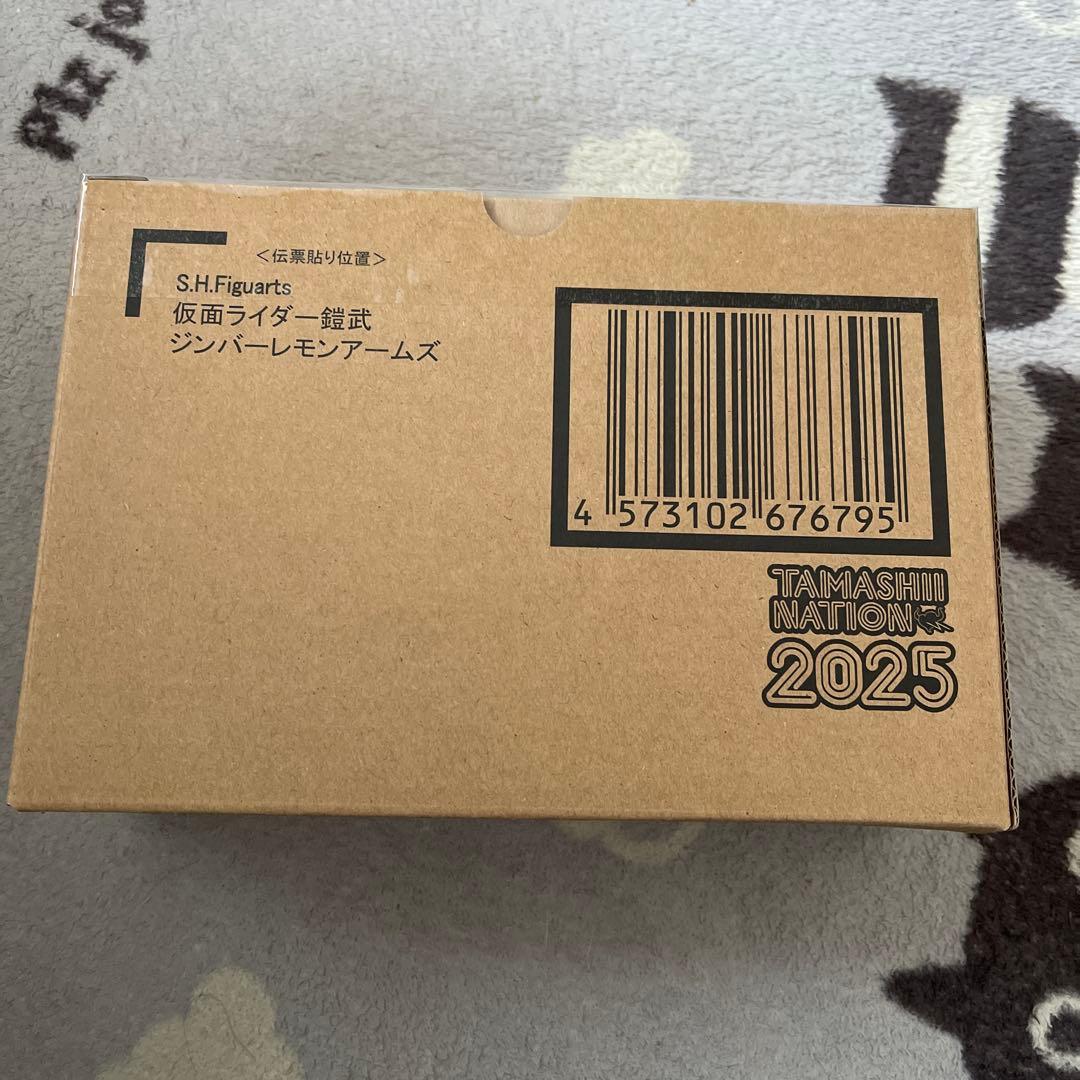 <伝票貼り位置>
S.H.Figuarts
仮面ライダー鎧武
ジンバーレモンアームズ
4 573102 676795
TAMASHII
NATION
2025